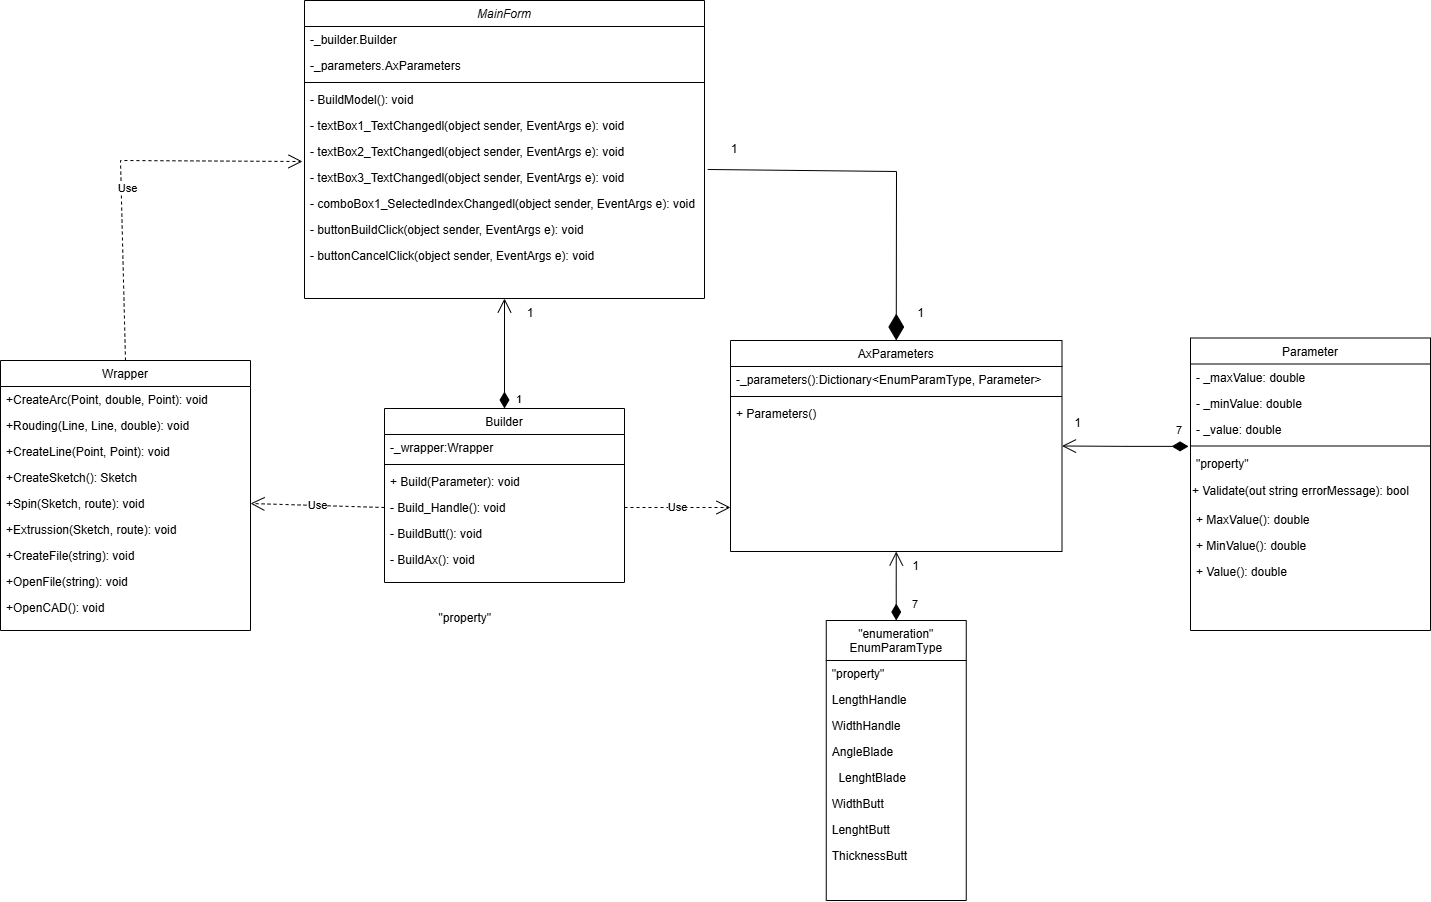 MainForm
-_builder.Builder
-_parameters.AxParameters
- BuildModel(): void
- textBox1_TextChangedl(object sender, EventArgs e): void
- textBox2_TextChangedl(object sender, EventArgs e): void
- textBox3_TextChangedl(object sender, EventArgs e): void
- comboBox1_SelectedIndexChangedl(object sender, EventArgs e): void
- buttonBuildClick(object sender, EventArgs e): void
- buttonCancelClick(object sender, EventArgs e): void
1
1
Use
1
1
Wrapper
+CreateArc(Point, double, Point): void
+Rouding(Line, Line, double): void
+CreateLine(Point, Point): void
+CreateSketch(): Sketch
+Spin(Sketch, route): void
+Extrussion(Sketch, route): void
+CreateFile(string): void
+OpenFile(string): void
+OpenCAD(): void
Use
Builder
-_wrapper:Wrapper
+ Build(Parameter): void
- Build_Handle(): void
- BuildButt(): void
- BuildAx(): void
"property"
Use
AxParameters
-_parameters():Dictionary<EnumParamType, Parameter>
+ Parameters()
1
7
Parameter
- _maxValue: double
- _minValue: double
- _value: double
"property"
+ Validate(out string errorMessage): bool
+ MaxValue(): double
+ MinValue(): double
+ Value(): double
1
7
"enumeration"
EnumParamType
"property"
LengthHandle
WidthHandle
AngleBlade
LenghtBlade
WidthButt
LenghtButt
ThicknessButt